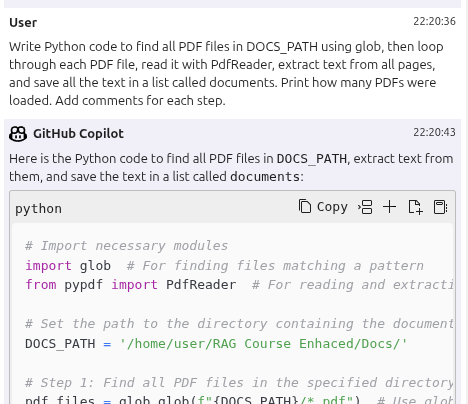 User 22:20:36
Write Python code to find all PDF files in DOCS_PATH using glob, then loop
through each PDF file, read it with PdfReader, extract text from all pages,
and save all the text in a list called documents. Print how many PDFs were
loaded. Add comments for each step.
GitHub Copilot 22:20:43
Here is the Python code to find all PDF files in DOCS_PATH, extract text from
them, and save the text in a list called documents:
python Copy
# Import necessary modules
import glob  # For finding files matching a pattern
from pypdf import PdfReader  # For reading and extracti
# Set the path to the directory containing the document
DOCS_PATH = '/home/user/RAG Course Enhaced/Docs/'
# Step 1: Find all PDF files in the specified directory
pdf_files = glob.glob(f"{DOCS_PATH}/*.pdf")  # Use glob